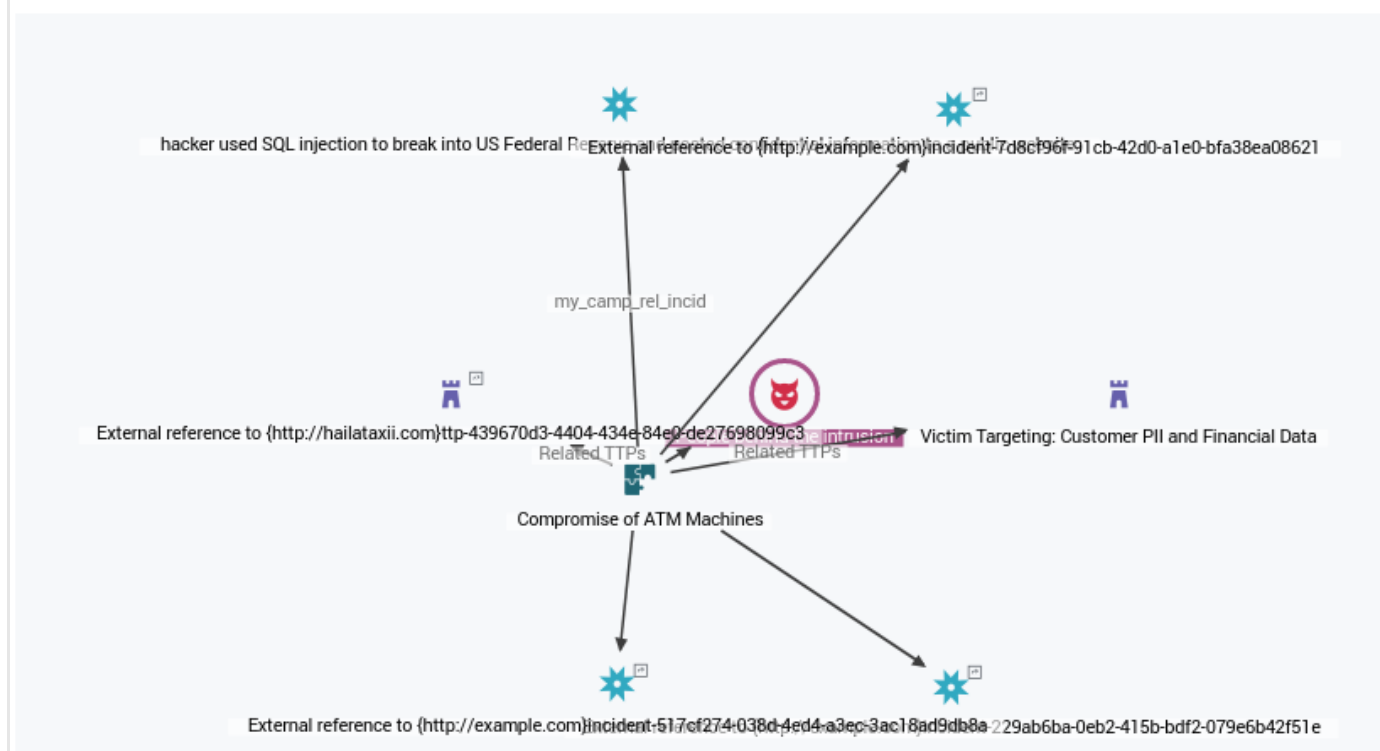 hacker used SQL injection to break into US Federal
External reference to {http://example.com}incident-7d8cf96f-91cb-42d0-a1e0-bfa38ea08621
my_camp_rel_incid
External reference to {http://hailataxii.com}ttp-439670d3-4404-434e-84e0-de27698099c3
intrusion
Victim Targeting: Customer PII and Financial Data
Related TTPs
Related TTPs
Compromise of ATM Machines
External reference to {http://example.com}incident-517cf274-038d-4ed4-a3ec-3ac18ad9db8a
229ab6ba-0eb2-415b-bdf2-079e6b42f51e